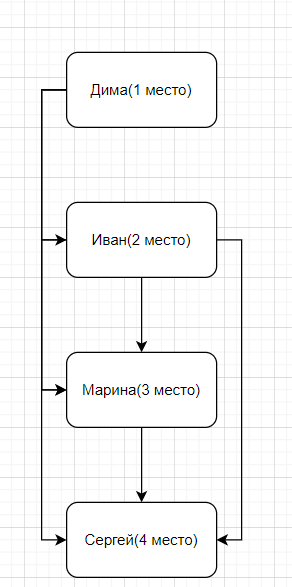 Дима(1 место)
Иван(2 место)
Марина(3 место)
Сергей(4 место)